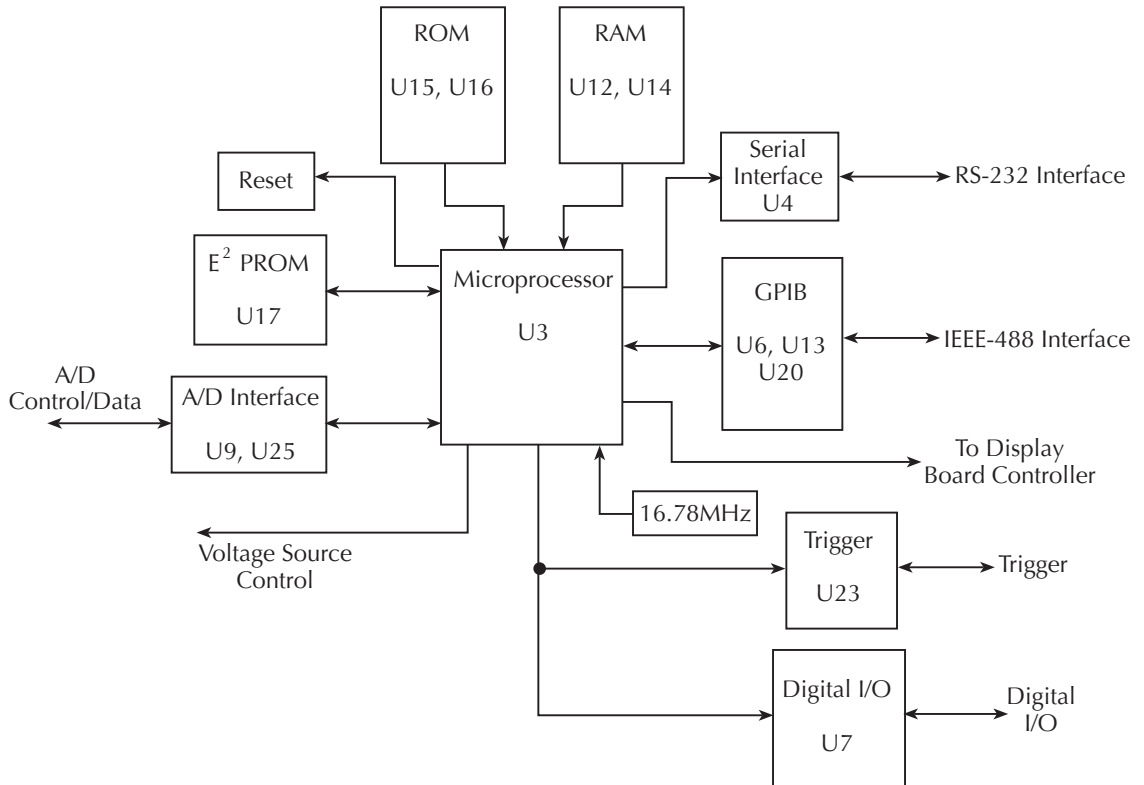 ROM
U15, U16
RAM
U12, U14
Serial
Interface
U4
RS-232 Interface
Reset
E² PROM
U17
Microprocessor
U3
GPIB
U6, U13
U20
IEEE-488 Interface
A/D
Control/Data
A/D Interface
U9, U25
To Display
Board Controller
16.78MHz
Voltage Source
Control
Trigger
U23
Trigger
Digital I/O
U7
Digital
I/O